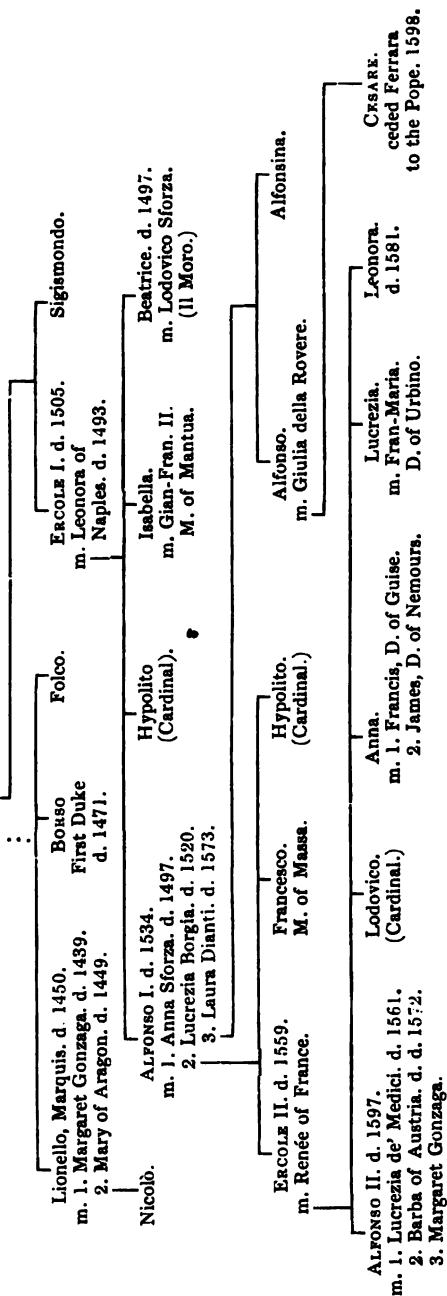 Lionello, Marquis. d. 1450.
m. 1. Margaret Gonzaga. d. 1439.
2. Mary of Aragon. d. 1449.
BORSO
First Duke
d. 1471.
Folco.
ERCOLE I. d. 1505.
m. Leonora of
Naples. d. 1493.
Sigismondo.
Nicolò.
ALFONSO I. d. 1534.
m. 1. Anna Sforza. d. 1497.
2. Lucrezia Borgia. d. 1520.
3. Laura Dianti. d. 1573.
Hypolito
(Cardinal).
Isabella.
m. Gian-Fran. II.
M. of Mantua.
Beatrice. d. 1497.
m. Lodovico Sforza.
(Il Moro.)
ERCOLE II. d. 1559.
m. Renée of France.
Francesco.
M. of Massa.
Hypolito.
(Cardinal.)
Alfonso.
m. Giulia della Rovere.
Alfonsina.
ALFONSO II. d. 1597.
m. 1. Lucrezia de' Medici. d. 1561.
2. Barba of Austria. d. d. 1572.
3. Margaret Gonzaga.
Lodovico.
(Cardinal.)
Anna.
m. 1. Francis, D. of Guise.
2. James, D. of Nemours.
Lucrezia.
m. Fran-Maria.
D. of Urbino.
Leonora.
d. 1581.
CESARE.
ceded Ferrara
to the Pope. 1598.